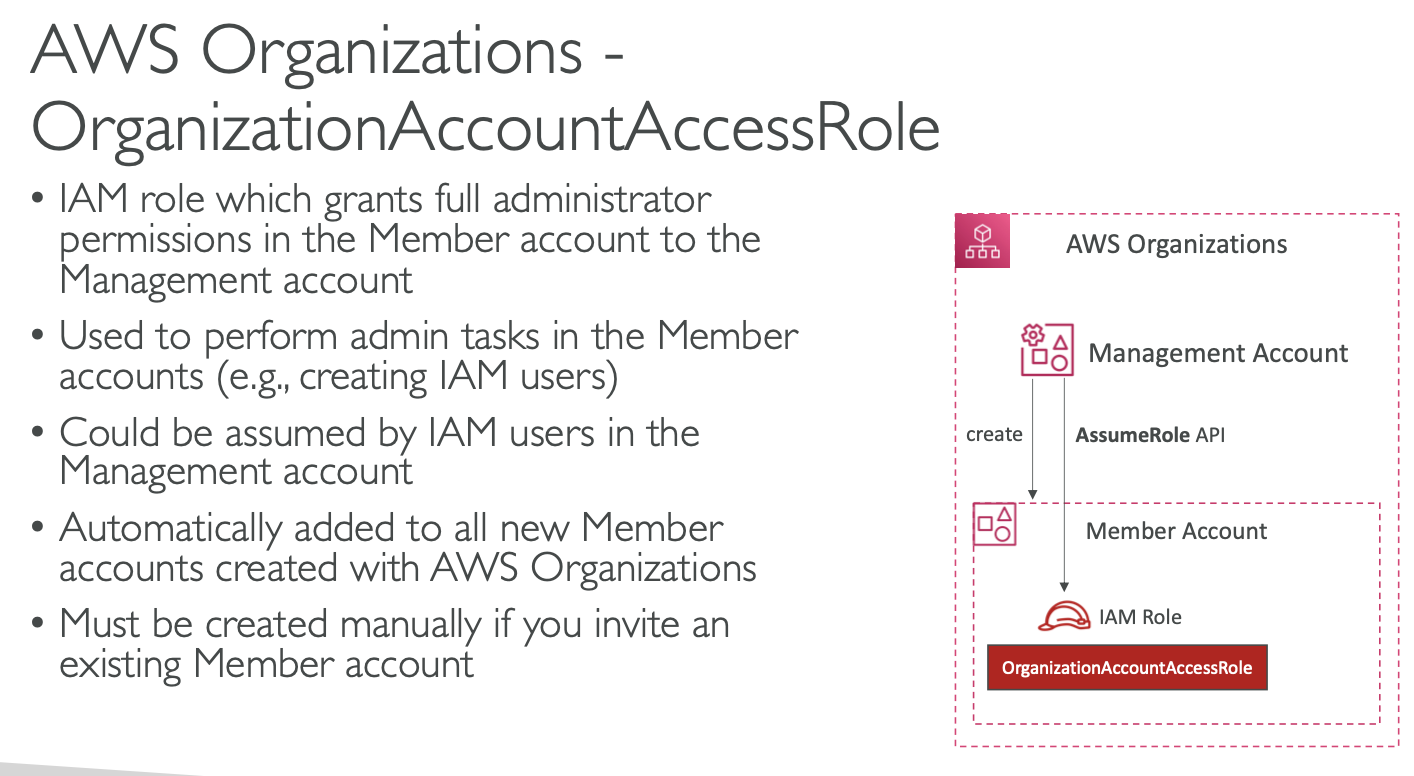 AWS Organizations -
OrganizationAccountAccessRole
• IAM role which grants full administrator
permissions in the Member account to the
Management account
• Used to perform admin tasks in the Member
accounts (e.g., creating IAM users)
• Could be assumed by IAM users in the
Management account
• Automatically added to all new Member
accounts created with AWS Organizations
• Must be created manually if you invite an
existing Member account
AWS Organizations
Management Account
create
AssumeRole API
Member Account
IAM Role
OrganizationAccountAccessRole